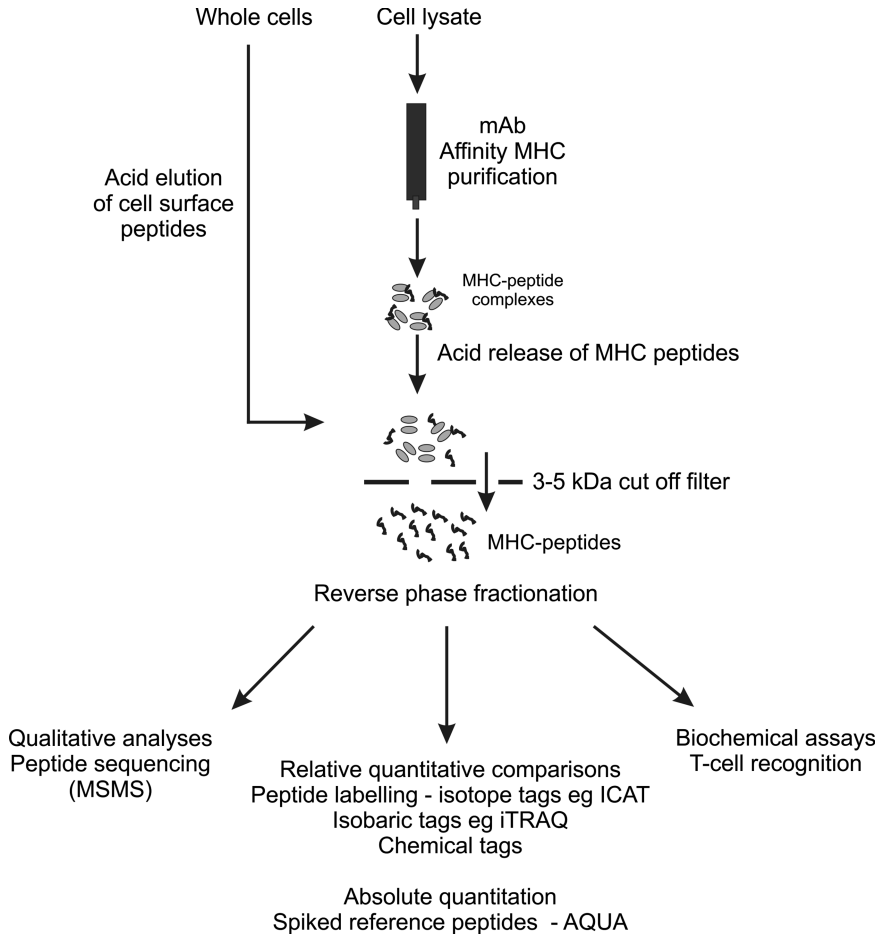 Whole cells
Cell lysate
mAb
Affinity MHC
purification
Acid elution
of cell surface
peptides
MHC-peptide
complexes
Acid release of MHC peptides
3-5 kDa cut off filter
MHC-peptides
Reverse phase fractionation
Qualitative analyses
Peptide sequencing
(MSMS)
Relative quantitative comparisons
Peptide labelling - isotope tags eg ICAT
Isobaric tags eg iTRAQ
Chemical tags
Absolute quantitation
Spiked reference peptides - AQUA
Biochemical assays
T-cell recognition